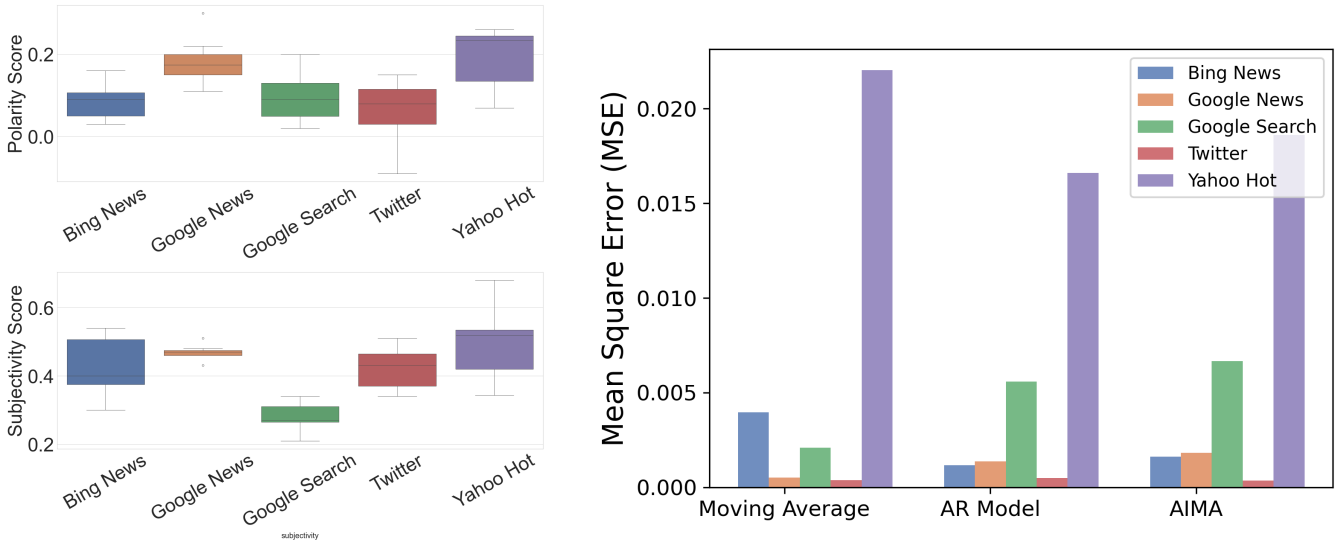 Polarity Score
0.2
0.0
Bing News
Google News
Google Search
Twitter
Yahoo Hot
Subjectivity Score
0.6
0.4
0.2
Bing News
Google News
Google Search
Twitter
Yahoo Hot
subjectivity
Mean Square Error (MSE)
0.020
0.015
0.010
0.005
0.000
Bing News
Google News
Google Search
Twitter
Yahoo Hot
Moving Average
AR Model
AIMA